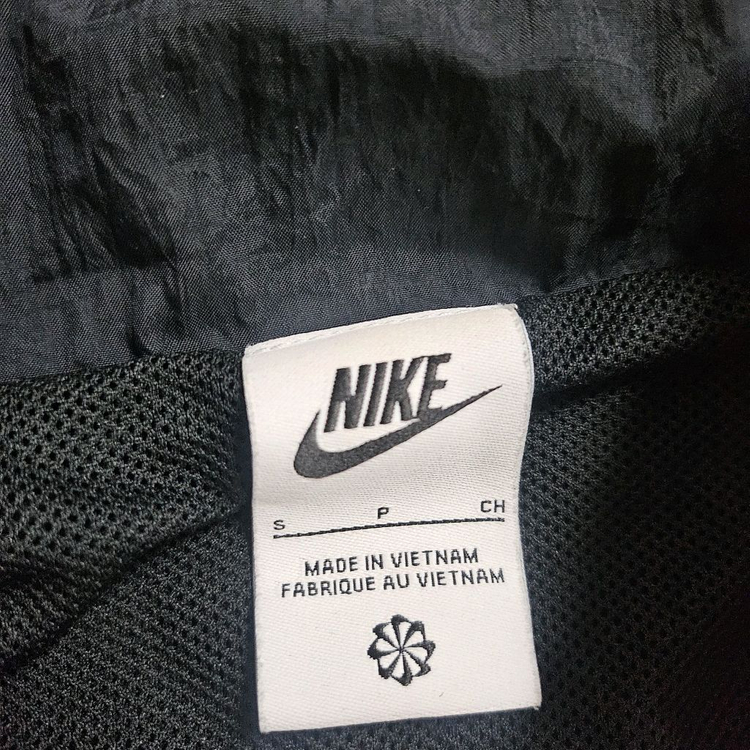 NIKE
S P CH
MADE IN VIETNAM
FABRIQUE AU VIETNAM